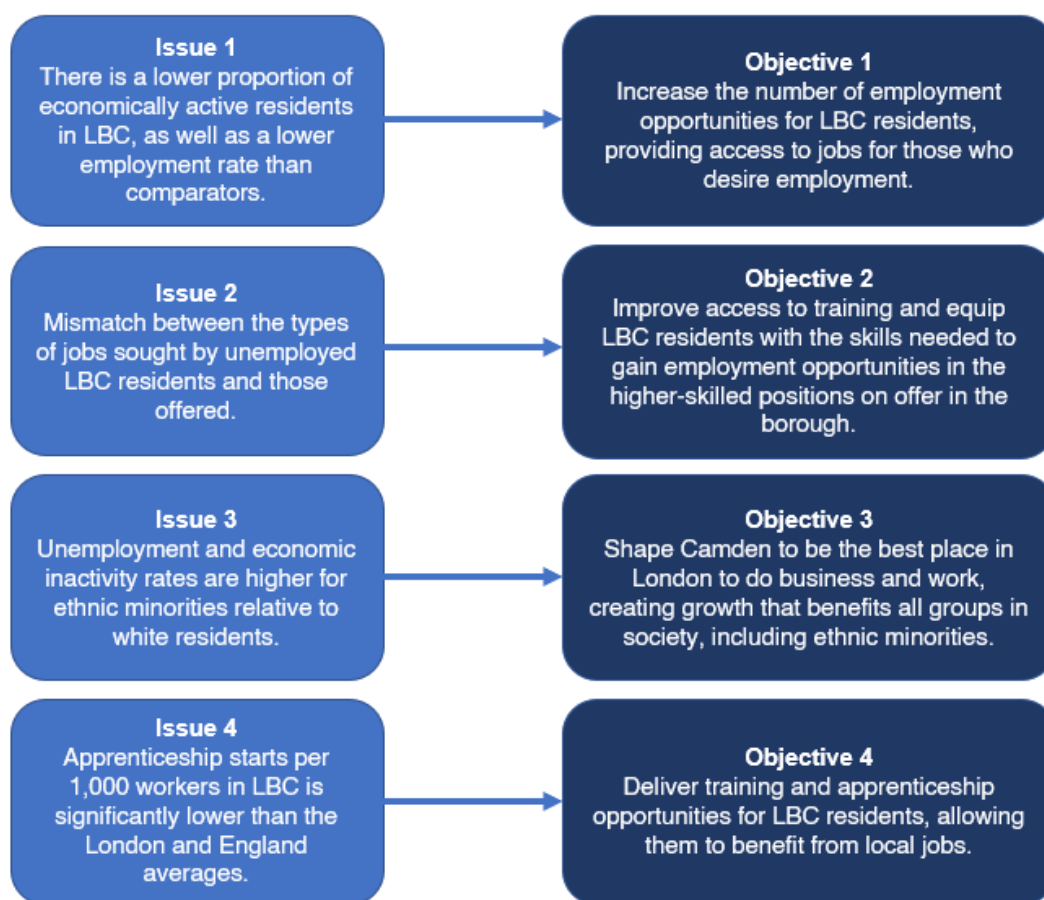 Issue 1
There is a lower proportion of
economically active residents
in LBC, as well as a lower
employment rate than
comparators.
Objective 1
Increase the number of employment
opportunities for LBC residents,
providing access to jobs for those who
desire employment.
Issue 2
Mismatch between the types
of jobs sought by unemployed
LBC residents and those
offered.
Objective 2
Improve access to training and equip
LBC residents with the skills needed to
gain employment opportunities in the
higher-skilled positions on offer in the
borough.
Issue 3
Unemployment and economic
inactivity rates are higher for
ethnic minorities relative to
white residents.
Objective 3
Shape Camden to be the best place in
London to do business and work,
creating growth that benefits all groups in
society, including ethnic minorities.
Issue 4
Apprenticeship starts per
1,000 workers in LBC is
significantly lower than the
London and England
averages.
Objective 4
Deliver training and apprenticeship
opportunities for LBC residents, allowing
them to benefit from local jobs.